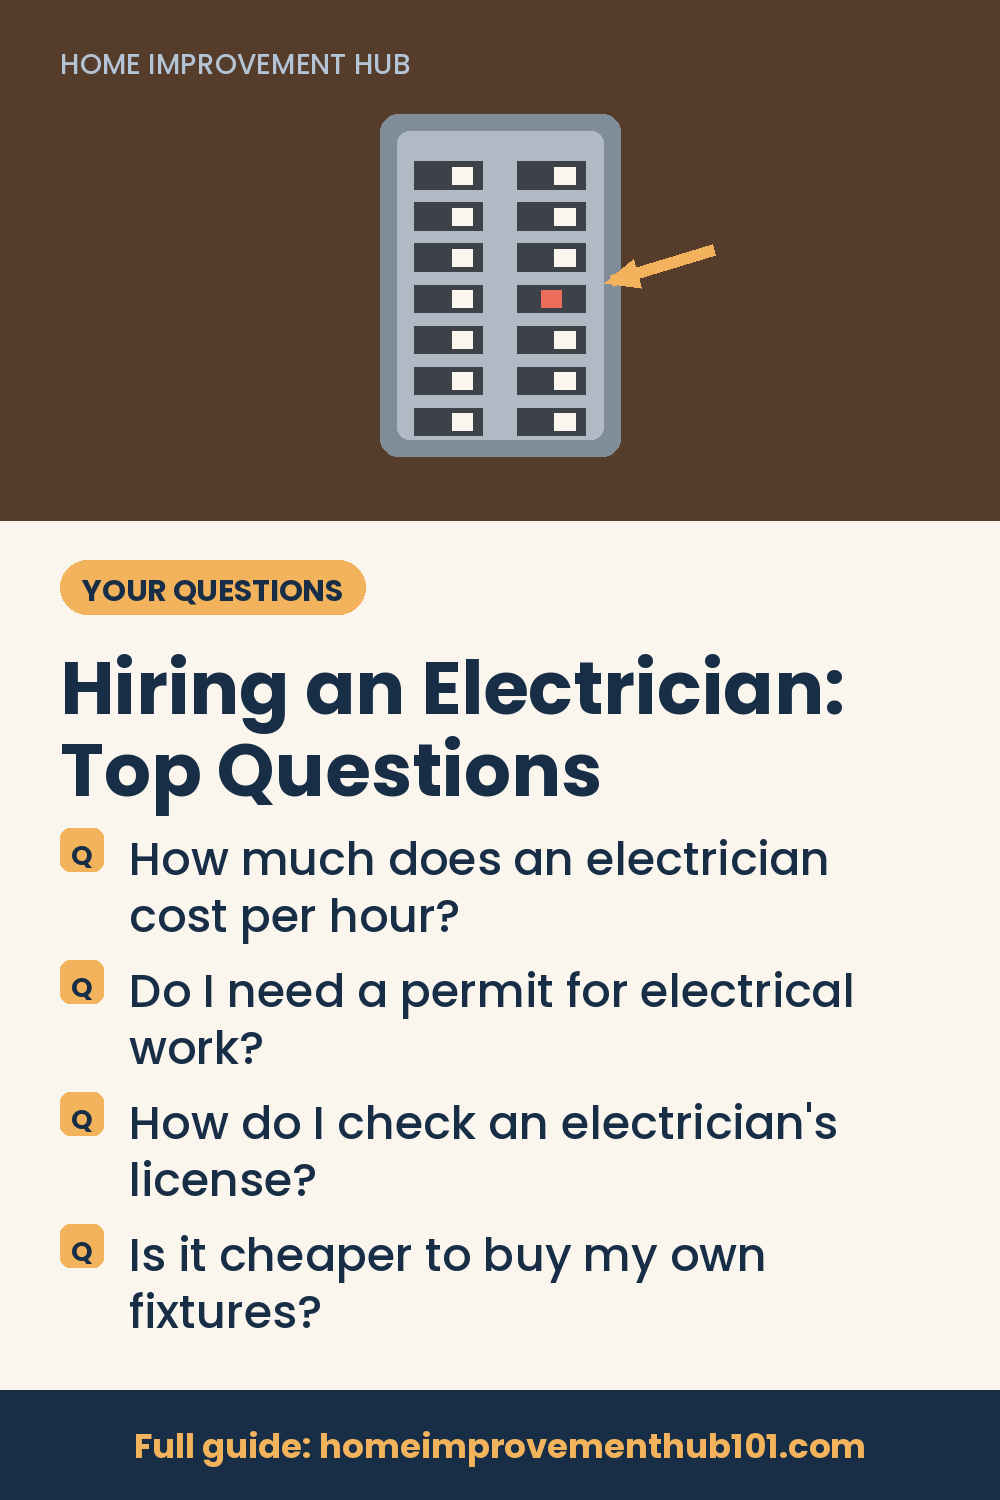 HOME IMPROVEMENT HUB
YOUR QUESTIONS
Hiring an Electrician:
Top Questions
Q How much does an electrician
cost per hour?
Q Do I need a permit for electrical
work?
Q How do I check an electrician's
license?
Q Is it cheaper to buy my own
fixtures?
Full guide: homeimprovementhub101.com